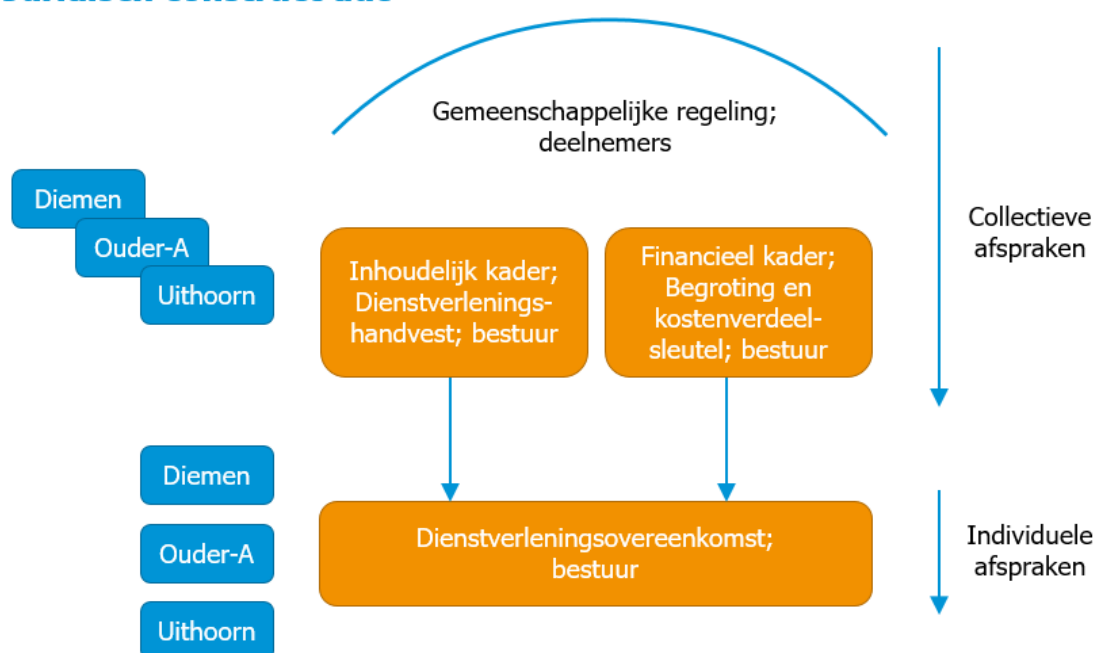 Gemeenschappelijke regeling;
deelnemers
Diemen
Ouder-A
Uithoorn
Inhoudelijk kader;
Dienstverlenings-
handvest; bestuur
Financieel kader;
Begroting en
kostenverdeel-
sleutel; bestuur
Collectieve
afspraken
Diemen
Ouder-A
Uithoorn
Dienstverleningsovereenkomst;
bestuur
Individuele
afspraken